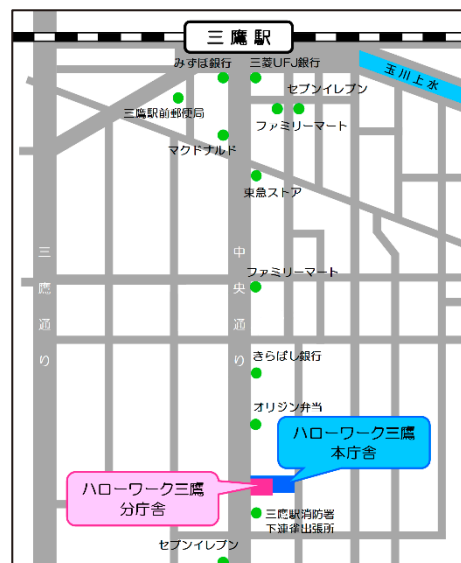 三鷹駅
玉川上水
みずほ銀行
三菱UFJ銀行
セブンイレブン
三鷹駅前郵便局
ファミリーマート
マクドナルド
東急ストア
三鷹通り
中央通り
ファミリーマート
きらぼし銀行
オリジン弁当
ハローワーク三鷹
本庁舎
ハローワーク三鷹
分庁舎
三鷹駅消防署
下連雀出張所
セブンイレブン